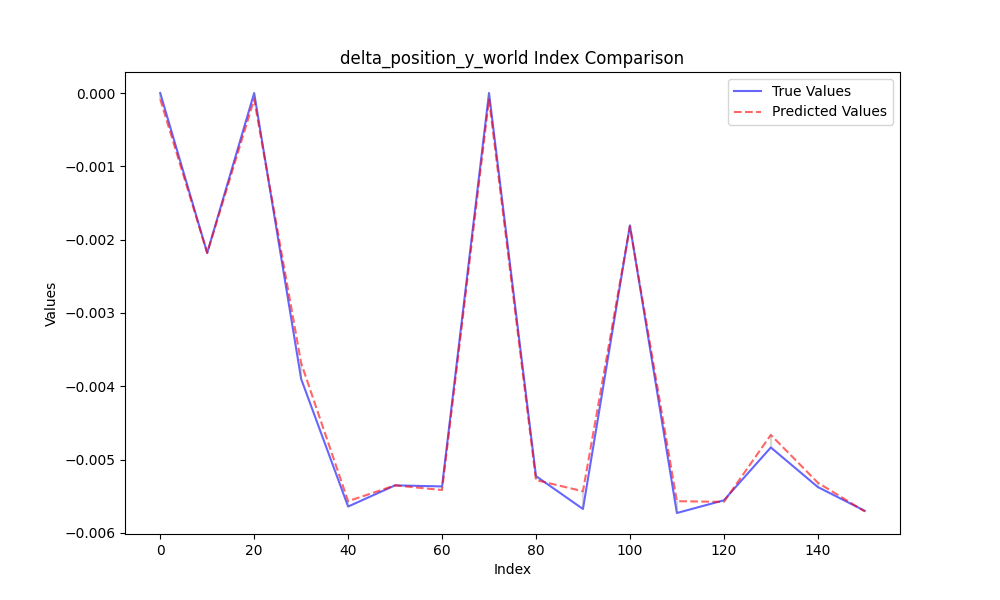 delta_position_y_world Index Comparison
True Values
Predicted Values
0.000
−0.001
−0.002
−0.003
−0.004
−0.005
−0.006
Values
0 20 40 60 80 100 120 140
Index